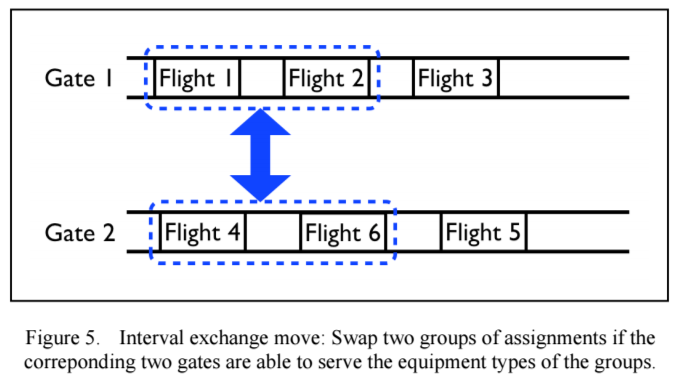 Gate 1 Flight 1 Flight 2 Flight 3
Gate 2 Flight 4 Flight 6 Flight 5
Figure 5. Interval exchange move: Swap two groups of assignments if the
correponding two gates are able to serve the equipment types of the groups.